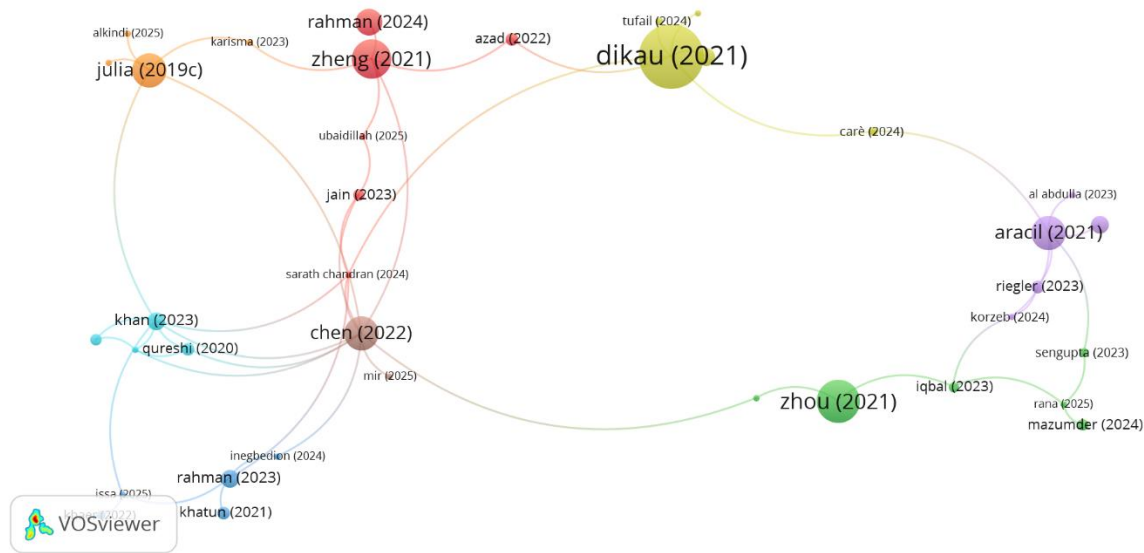 tufail (2024)
rahman (2024)
alkindi (2025)
karisma (2023)
azad (2022)
julia (2019c)
zheng (2021)
dikau (2021)
ubaidillah (2025)
carè (2024)
jain (2023)
al abdulla (2023)
aracil (2021)
sarath chandran (2024)
riegler (2023)
khan (2023)
korzeb (2024)
chen (2022)
qureshi (2020)
sengupta (2023)
mir (2025)
iqbal (2023)
zhou (2021)
rana (2025)
mazumder (2024)
inegbedion (2024)
rahman (2023)
issa (2025)
khatun (2021)
VOSviewer